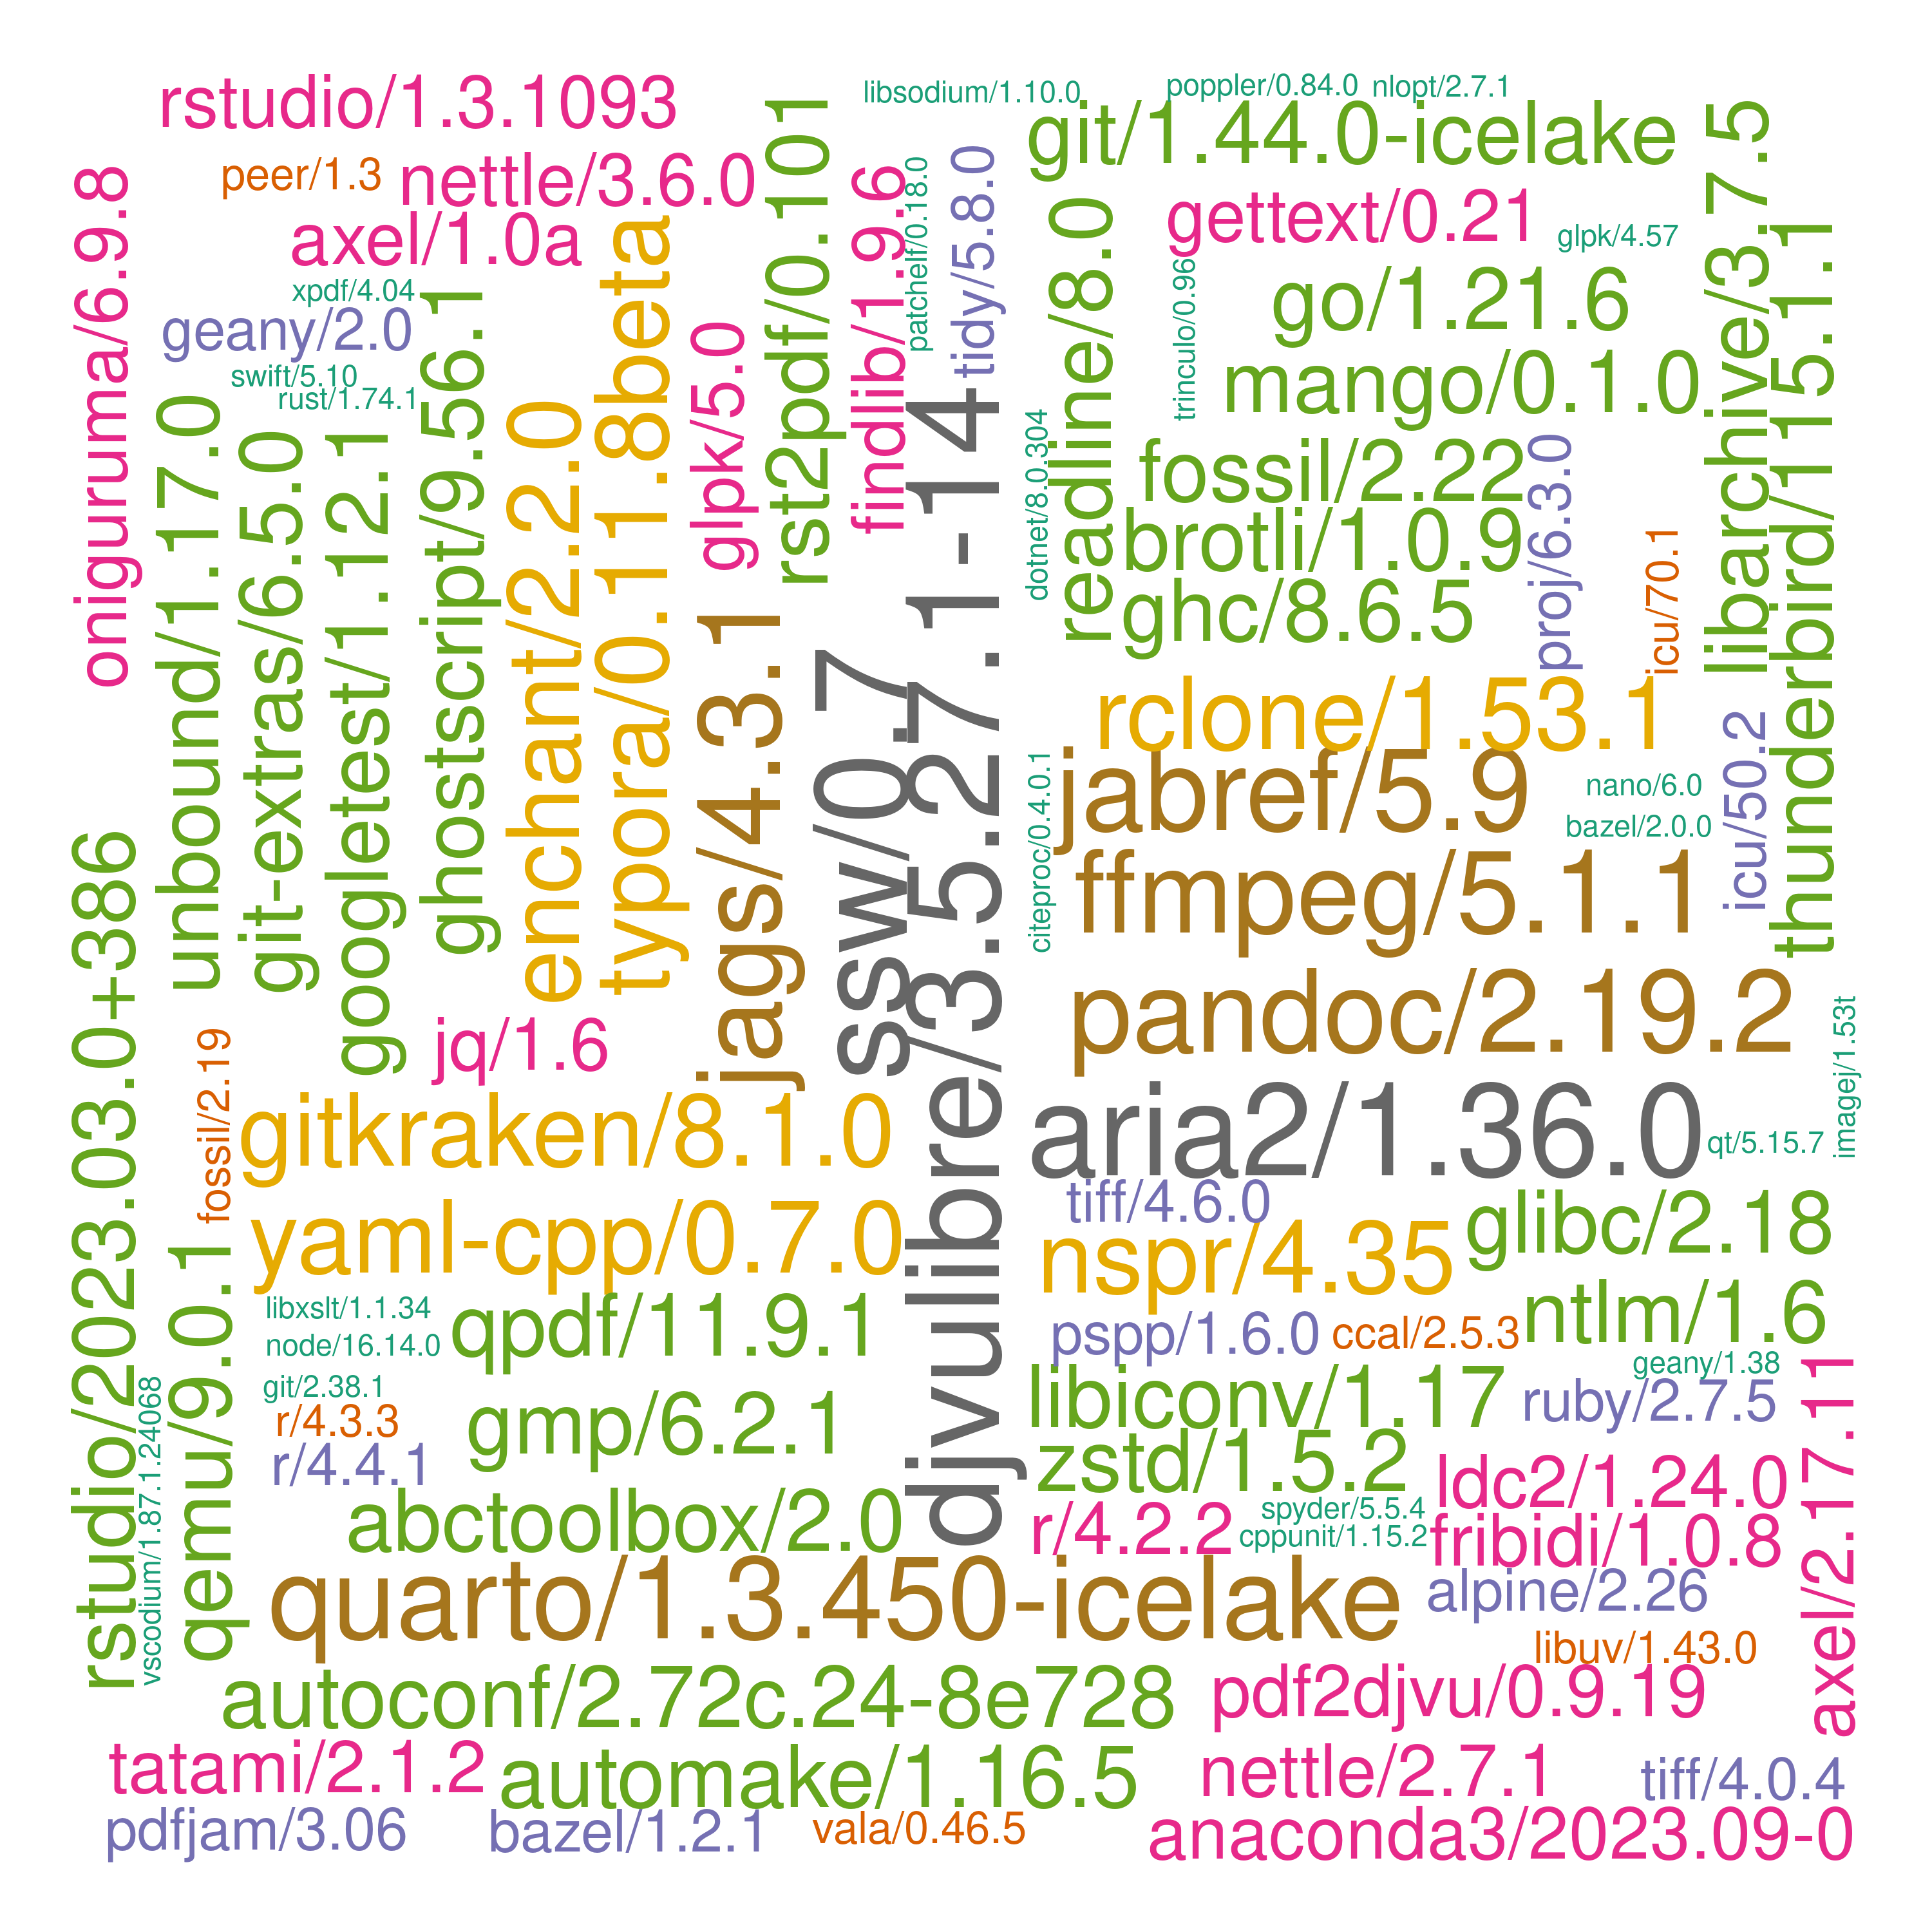 rstudio/1.3.1093
libsodium/1.10.0
poppler/0.84.0
nlopt/2.7.1
git/1.44.0-icelake
peer/1.3
nettle/3.6.0
axel/1.0a
xpdf/4.04
geany/2.0
swift/5.10
rust/1.74.1
oniguruma/6.9.8
unbound/1.17.0
git-extras/6.5.0
googletest/1.12.1
ghostscript/9.56.1
enchant/2.2.0
typora/0.11.8beta
glpk/5.0
rst2pdf/0.101
findlib/1.9.6
patchelf/0.18.0
tidy/5.8.0
readline/8.0
dotnet/8.0.304
trinculo/0.96
gettext/0.21
glpk/4.57
go/1.21.6
mango/0.1.0
fossil/2.22
brotli/1.0.9
ghc/8.6.5
proj/6.3.0
icu/70.1
libarchive/3.7.5
thunderbird/115.1.1
rclone/1.53.1
jabref/5.9
nano/6.0
bazel/2.0.0
icu/50.2
citeproc/0.4.0.1
ffmpeg/5.1.1
pandoc/2.19.2
imagej/1.53t
jags/4.3.1
ssw/0.7
djvulibre/3.5.27.1-14
aria2/1.36.0
qt/5.15.7
jq/1.6
rstudio/2023.03.0+386
fossil/2.19
gitkraken/8.1.0
yaml-cpp/0.7.0
tiff/4.6.0
nspr/4.35
glibc/2.18
qemu/9.0.1
libxslt/1.1.34
node/16.14.0
qpdf/11.9.1
pspp/1.6.0
ccal/2.5.3
ntlm/1.6
geany/1.38
git/2.38.1
r/4.3.3
r/4.4.1
gmp/6.2.1
libiconv/1.17
ruby/2.7.5
vscodium/1.87.1.24068
zstd/1.5.2
ldc2/1.24.0
axel/2.17.11
abctoolbox/2.0
r/4.2.2
spyder/5.5.4
cppunit/1.15.2
fribidi/1.0.8
quarto/1.3.450-icelake
alpine/2.26
libuv/1.43.0
autoconf/2.72c.24-8e728
pdf2djvu/0.9.19
tatami/2.1.2
automake/1.16.5
nettle/2.7.1
tiff/4.0.4
pdfjam/3.06
bazel/1.2.1
vala/0.46.5
anaconda3/2023.09-0